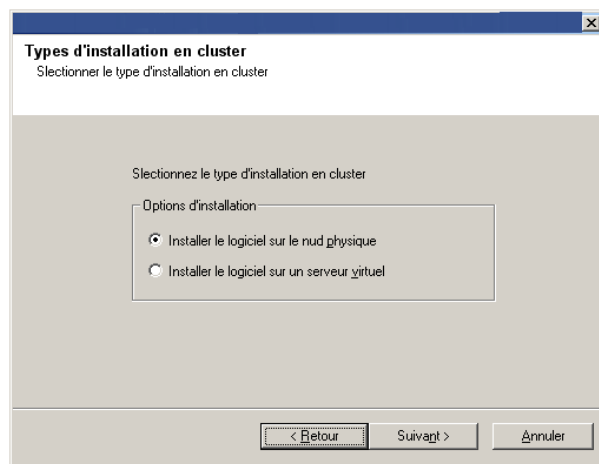 Types d'installation en cluster
Slectionner le type d'installation en cluster
Slectionnez le type d'installation en cluster
Options d'installation
Installer le logiciel sur le nud physique
Installer le logiciel sur un serveur virtuel
< Retour
Suivant >
Annuler